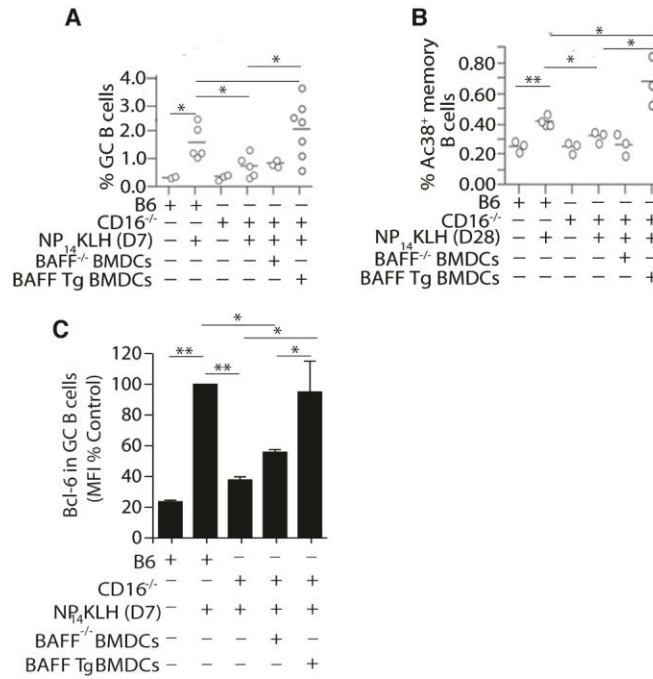 A
% GC B cells
4.0
3.0
2.0
1.0
0.0
*
*
*
B6 + + − − − −
CD16-/- − − + + + +
NP14KLH (D7) − + − + + +
BAFF-/- BMDCs − − − − + −
BAFF Tg BMDCs − − − − − +
B
% Ac38+ memory
B cells
0.80
0.60
0.40
0.20
0.00
*
*
*
**
B6 + + − − − −
CD16-/- − − + + + +
NP14KLH (D28) − + − + + +
BAFF-/- BMDCs − − − − + −
BAFF Tg BMDCs − − − − − +
C
Bcl-6 in GC B cells
(MFI % Control)
120
100
80
60
40
20
0
*
*
** ** *
B6 + + − − −
CD16-/- − − + + +
NP14KLH (D7) − + + + +
BAFF-/- BMDCs − − − + −
BAFF TgBMDCs − − − − +